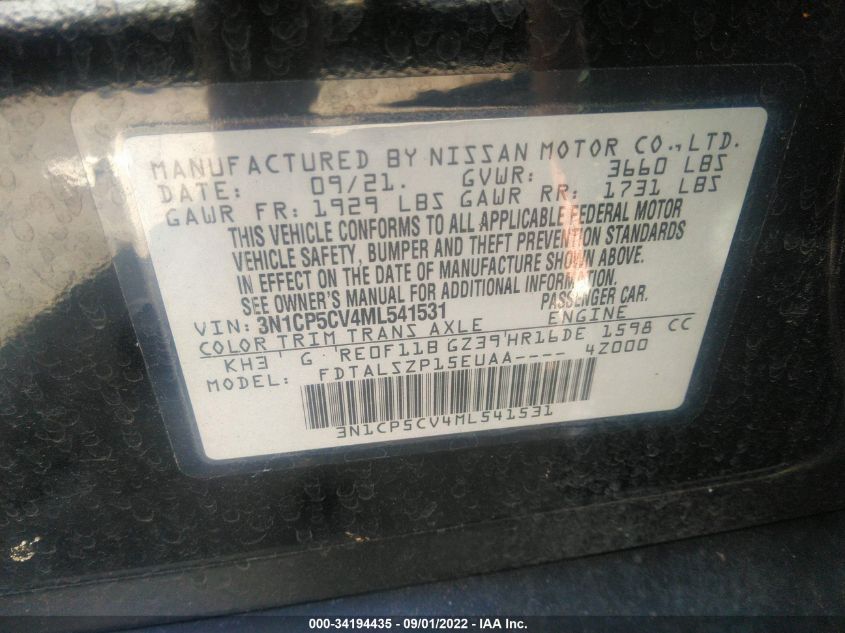 MANUFACTURED BY NISSAN MOTOR CO., LTD.
DATE: 09/21. GVWR: 3660 LBS
GAWR FR: 1929 LBS GAWR RR: 1731 LBS
THIS VEHICLE CONFORMS TO ALL APPLICABLE FEDERAL MOTOR
VEHICLE SAFETY, BUMPER AND THEFT PREVENTION STANDARDS
IN EFFECT ON THE DATE OF MANUFACTURE SHOWN ABOVE.
SEE OWNER'S MANUAL FOR ADDITIONAL INFORMATION.
VIN: 3N1CP5CV4ML541531 PASSENGER CAR.
COLOR TRIM TRANS AXLE ENGINE
KH3 G RE0F11B GZ39 HR16DE 1598 CC
MODEL: FDTALSZP15EUAA---- 4Z000
3N1CP5CV4ML541531
000-34194435 - 09/01/2022 - IAA Inc.